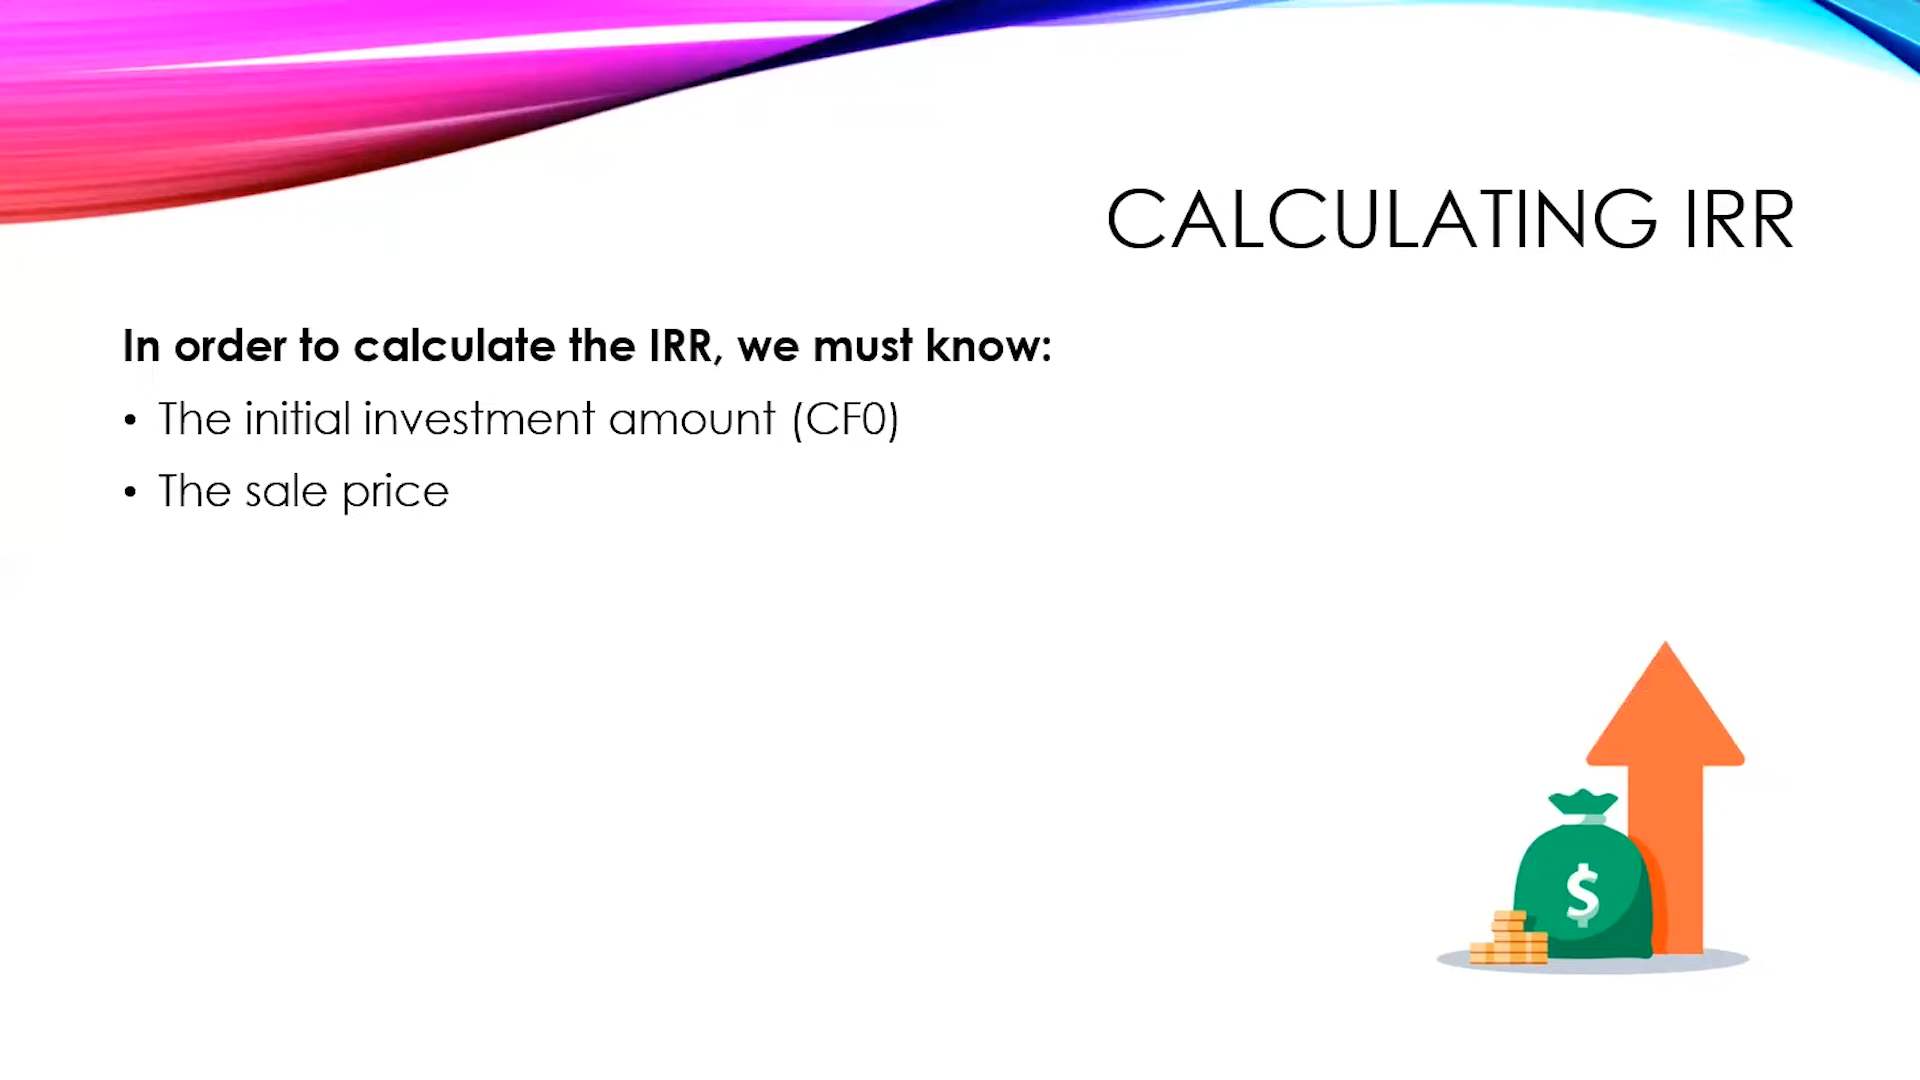 CALCULATING IRR
In order to calculate the IRR, we must know:
• The initial investment amount (CF0)
• The sale price
$